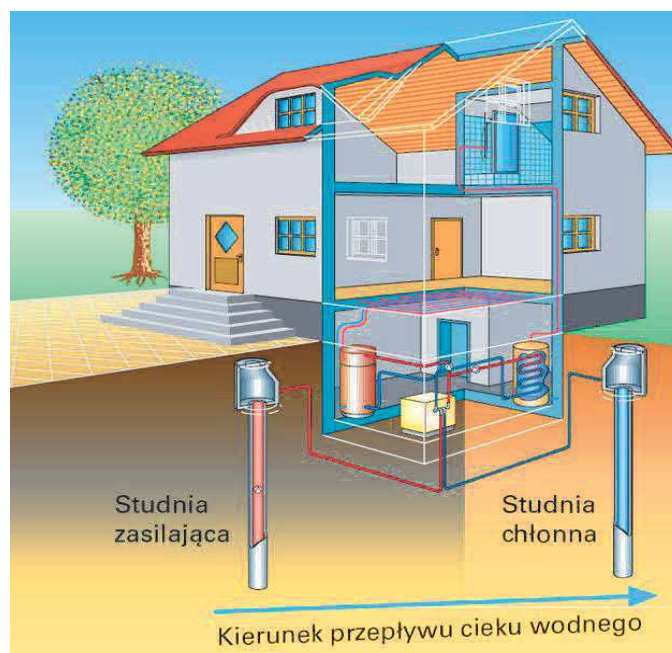 Studnia
zasilająca
Studnia
chłonna
Kierunek przepływu cieku wodnego